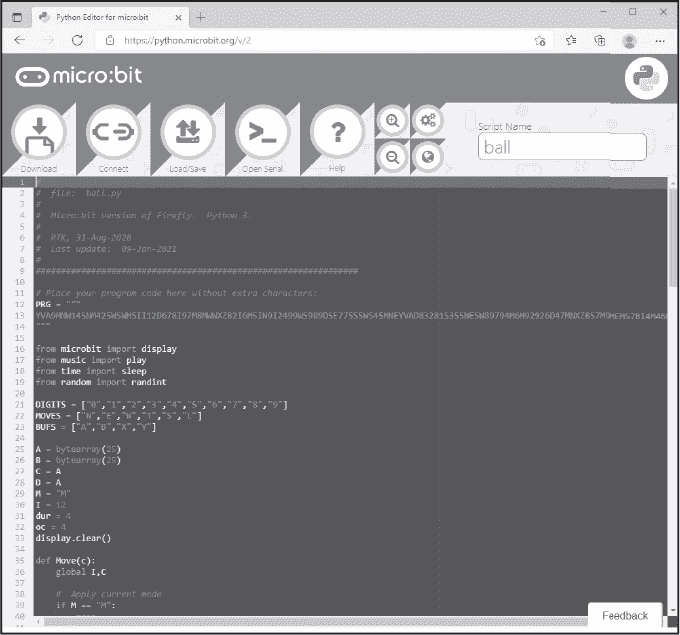 Python Editor for micro:bit
https://python.microbit.org/v/2
micro:bit
Download
Connect
Load/Save
Open Serial
Help
Script Name
ball
1
2 # file: ball.py
3 #
4 # Micro:bit version of Firefly. Python 3.
5 #
6 # RTK, 31-Aug-2020
7 # Last update: 09-Jan-2021
8 #
9 ################################################################
10
11 # Place your program code here without extra characters:
12 PRG = """
13
14 """
15
16 from microbit import display
17 from music import play
18 from time import sleep
19 from random import randint
20
21 DIGITS = ["0","1","2","3","4","5","6","7","8","9"]
22 MOVES = ["N","E","W","T","S","L"]
23 BUFS = ["A","B","X","Y"]
24
25 A = bytearray(25)
26 B = bytearray(25)
27 C = A
28 D = A
29 M = "M"
30 I = 12
31 dur = 4
32 oc = 4
33 display.clear()
34
35 def Move(c):
36 global I,C
37
38 # Apply current mode
39 if M == "M":
40
Feedback